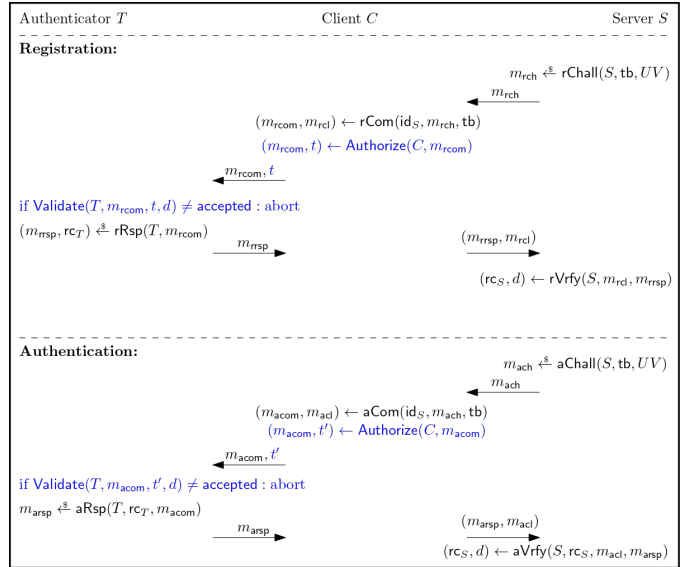 Authenticator T Client C Server S
Registration:
m_rch ←$ rChall(S, tb, UV)
m_rch
(m_rcom, m_rcl) ← rCom(id_S, m_rch, tb)
(m_rcom, t) ← Authorize(C, m_rcom)
m_rcom, t
if Validate(T, m_rcom, t, d) ≠ accepted : abort
(m_rrsp, rc_T) ←$ rRsp(T, m_rcom)
m_rrsp
(m_rrsp, m_rcl)
(rc_S, d) ← rVrfy(S, m_rcl, m_rrsp)
Authentication:
m_ach ←$ aChall(S, tb, UV)
m_ach
(m_acom, m_acl) ← aCom(id_S, m_ach, tb)
(m_acom, t′) ← Authorize(C, m_acom)
m_acom, t′
if Validate(T, m_acom, t′, d) ≠ accepted : abort
m_arsp ←$ aRsp(T, rc_T, m_acom)
m_arsp
(m_arsp, m_acl)
(rc_S, d) ← aVrfy(S, rc_S, m_acl, m_arsp)